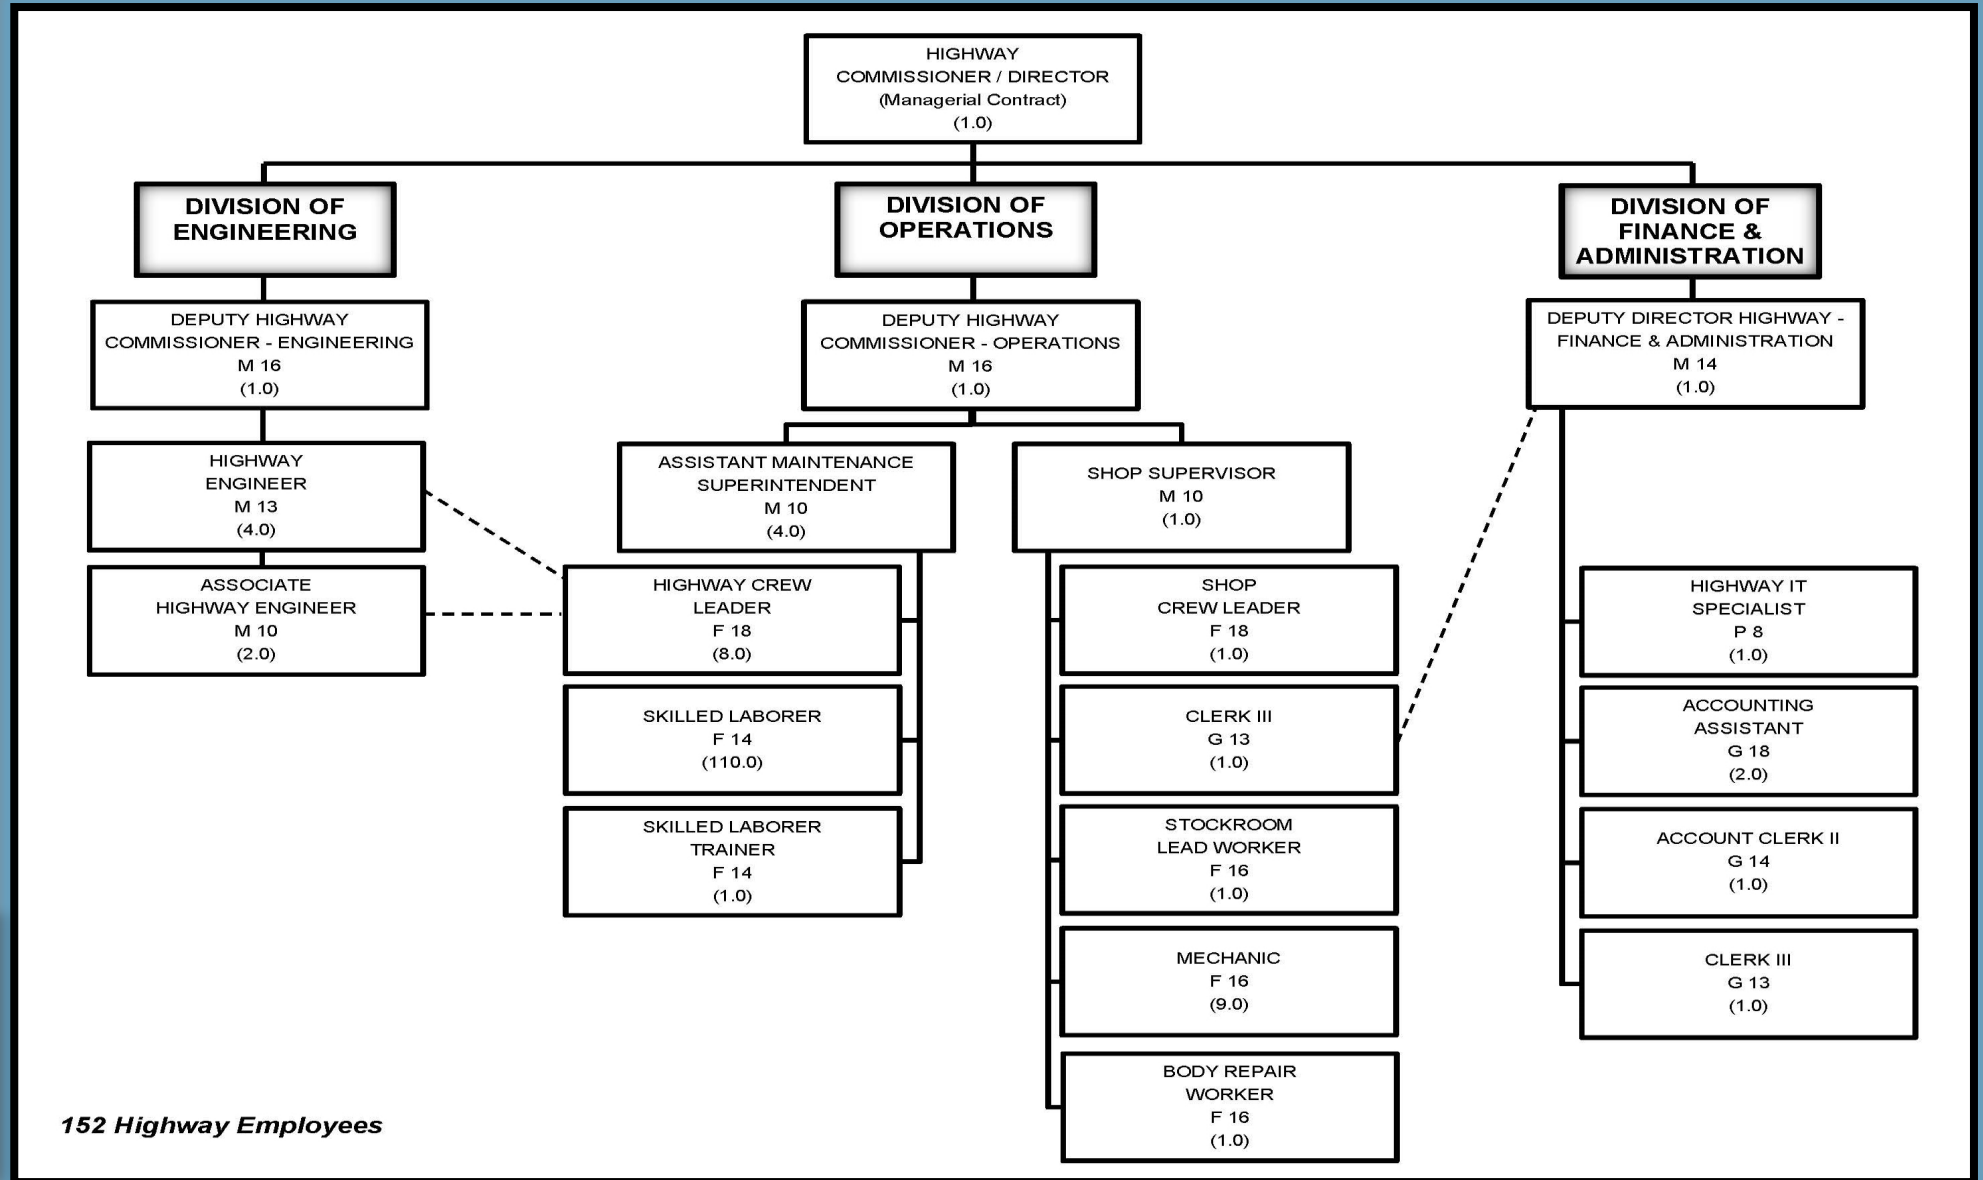 HIGHWAY
COMMISSIONER / DIRECTOR
(Managerial Contract)
(1.0)
DIVISION OF
ENGINEERING
DEPUTY HIGHWAY
COMMISSIONER - ENGINEERING
M 16
(1.0)
HIGHWAY
ENGINEER
M 13
(4.0)
ASSOCIATE
HIGHWAY ENGINEER
M 10
(2.0)
DIVISION OF
OPERATIONS
DEPUTY HIGHWAY
COMMISSIONER - OPERATIONS
M 16
(1.0)
ASSISTANT MAINTENANCE
SUPERINTENDENT
M 10
(4.0)
HIGHWAY CREW
LEADER
F 18
(8.0)
SKILLED LABORER
F 14
(110.0)
SKILLED LABORER
TRAINER
F 14
(1.0)
SHOP SUPERVISOR
M 10
(1.0)
SHOP
CREW LEADER
F 18
(1.0)
CLERK III
G 13
(1.0)
STOCKROOM
LEAD WORKER
F 16
(1.0)
MECHANIC
F 16
(9.0)
BODY REPAIR
WORKER
F 16
(1.0)
DIVISION OF
FINANCE &
ADMINISTRATION
DEPUTY DIRECTOR HIGHWAY -
FINANCE & ADMINISTRATION
M 14
(1.0)
HIGHWAY IT
SPECIALIST
P 8
(1.0)
ACCOUNTING
ASSISTANT
G 18
(2.0)
ACCOUNT CLERK II
G 14
(1.0)
CLERK III
G 13
(1.0)
152 Highway Employees